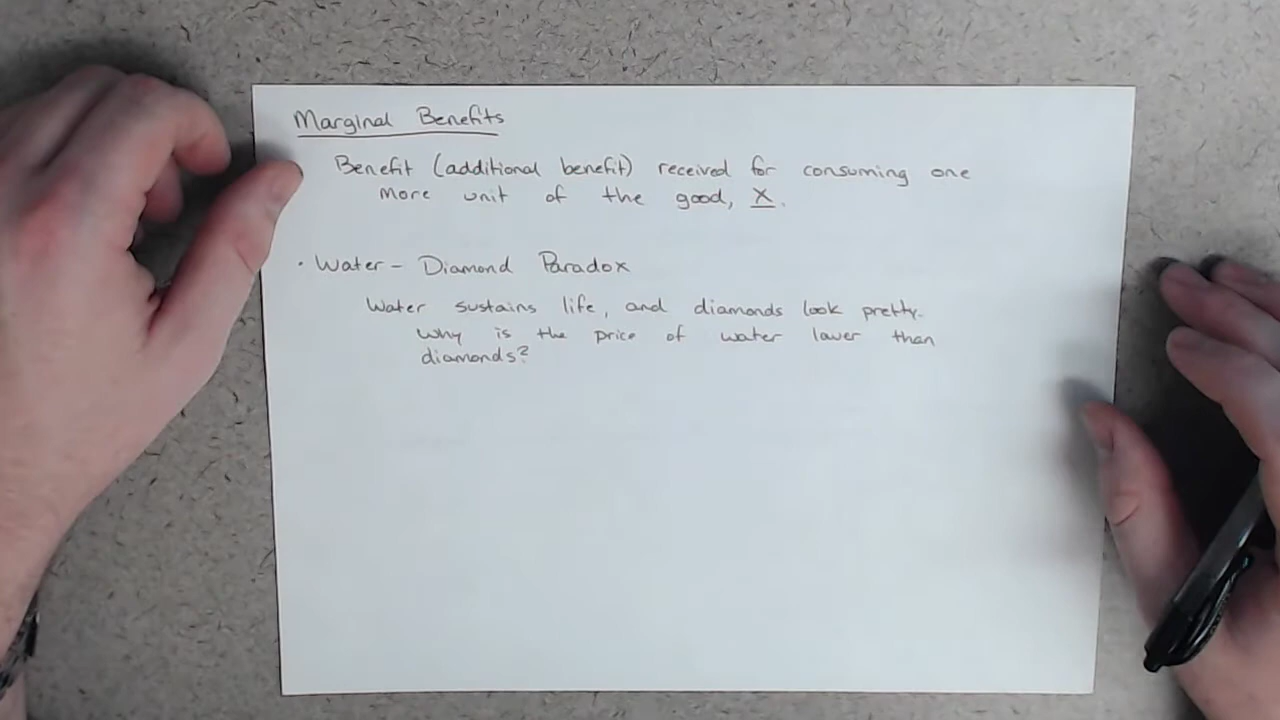 Marginal Benefits
Benefit (additional benefit) received for consuming one
more unit of the good, X.
· Water - Diamond Paradox
Water sustains life, and diamonds look pretty.
Why is the price of water lower than
diamonds?